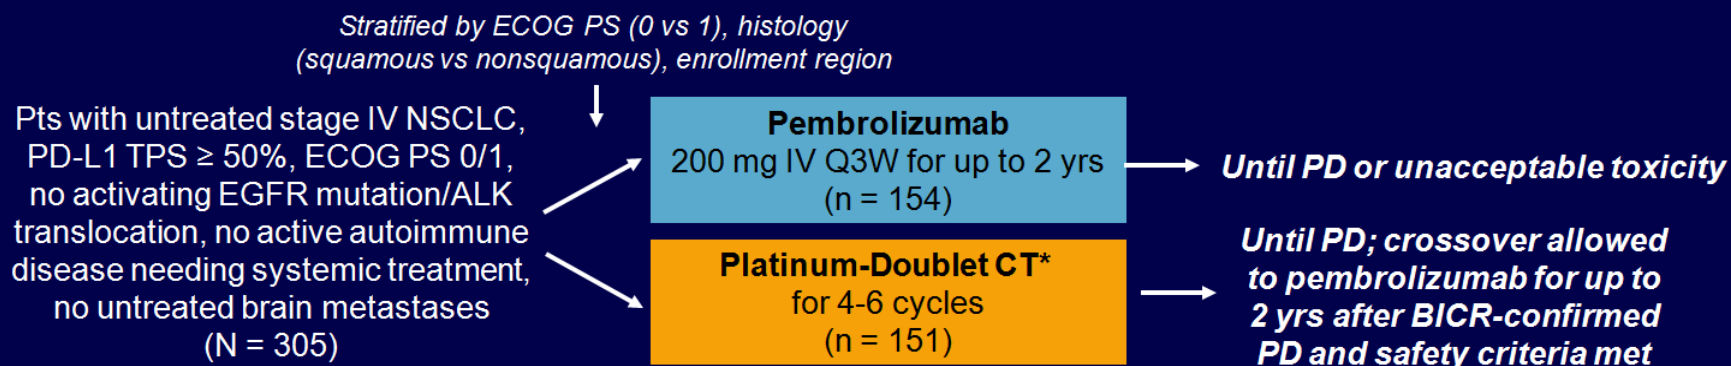 Stratified by ECOG PS (0 vs 1), histology
(squamous vs nonsquamous), enrollment region
Pts with untreated stage IV NSCLC,
PD-L1 TPS ≥ 50%, ECOG PS 0/1,
no activating EGFR mutation/ALK
translocation, no active autoimmune
disease needing systemic treatment,
no untreated brain metastases
(N = 305)
Pembrolizumab
200 mg IV Q3W for up to 2 yrs
(n = 154)
Until PD or unacceptable toxicity
Platinum-Doublet CT*
for 4-6 cycles
(n = 151)
Until PD; crossover allowed
to pembrolizumab for up to
2 yrs after BICR-confirmed
PD and safety criteria met